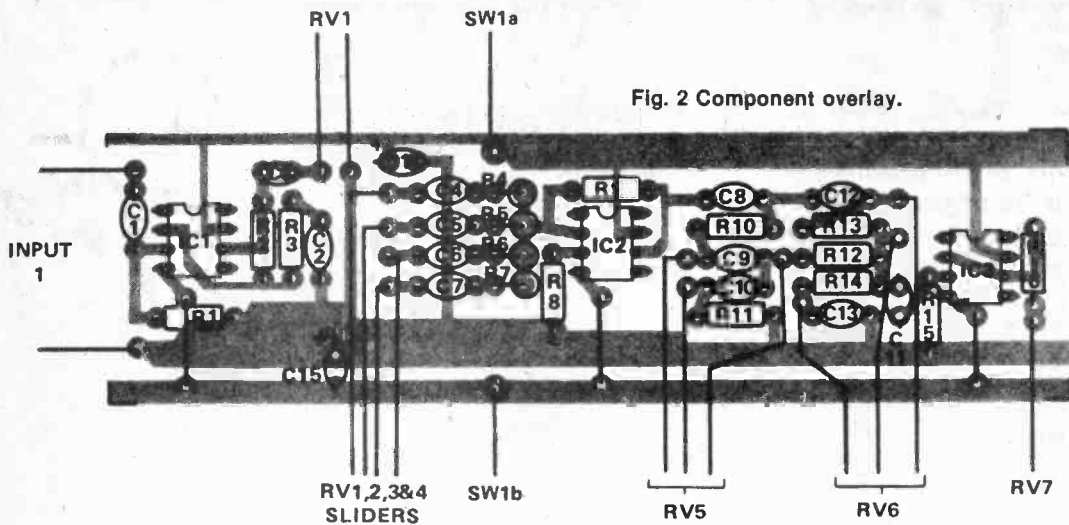 RV1
SW1a
Fig. 2 Component overlay.
INPUT
1
C1
IC1
R1
R3
C2
C15
C4
R4
C5
R5
C6
R6
C7
R7
R8
IC2
C8
R10
C9
C10
R11
C12
R13
R12
R14
C13
C
11
R15
RV1,2,3&4
SLIDERS
SW1b
RV5
RV6
RV7